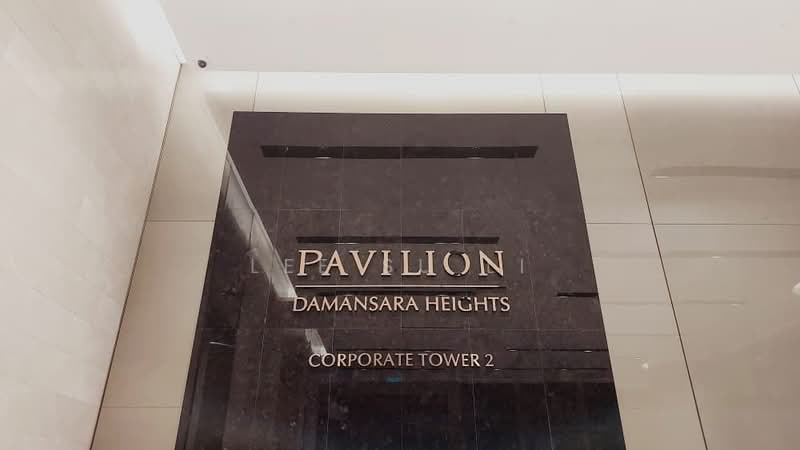 PAVILION
DAMANSARA HEIGHTS
CORPORATE TOWER 2